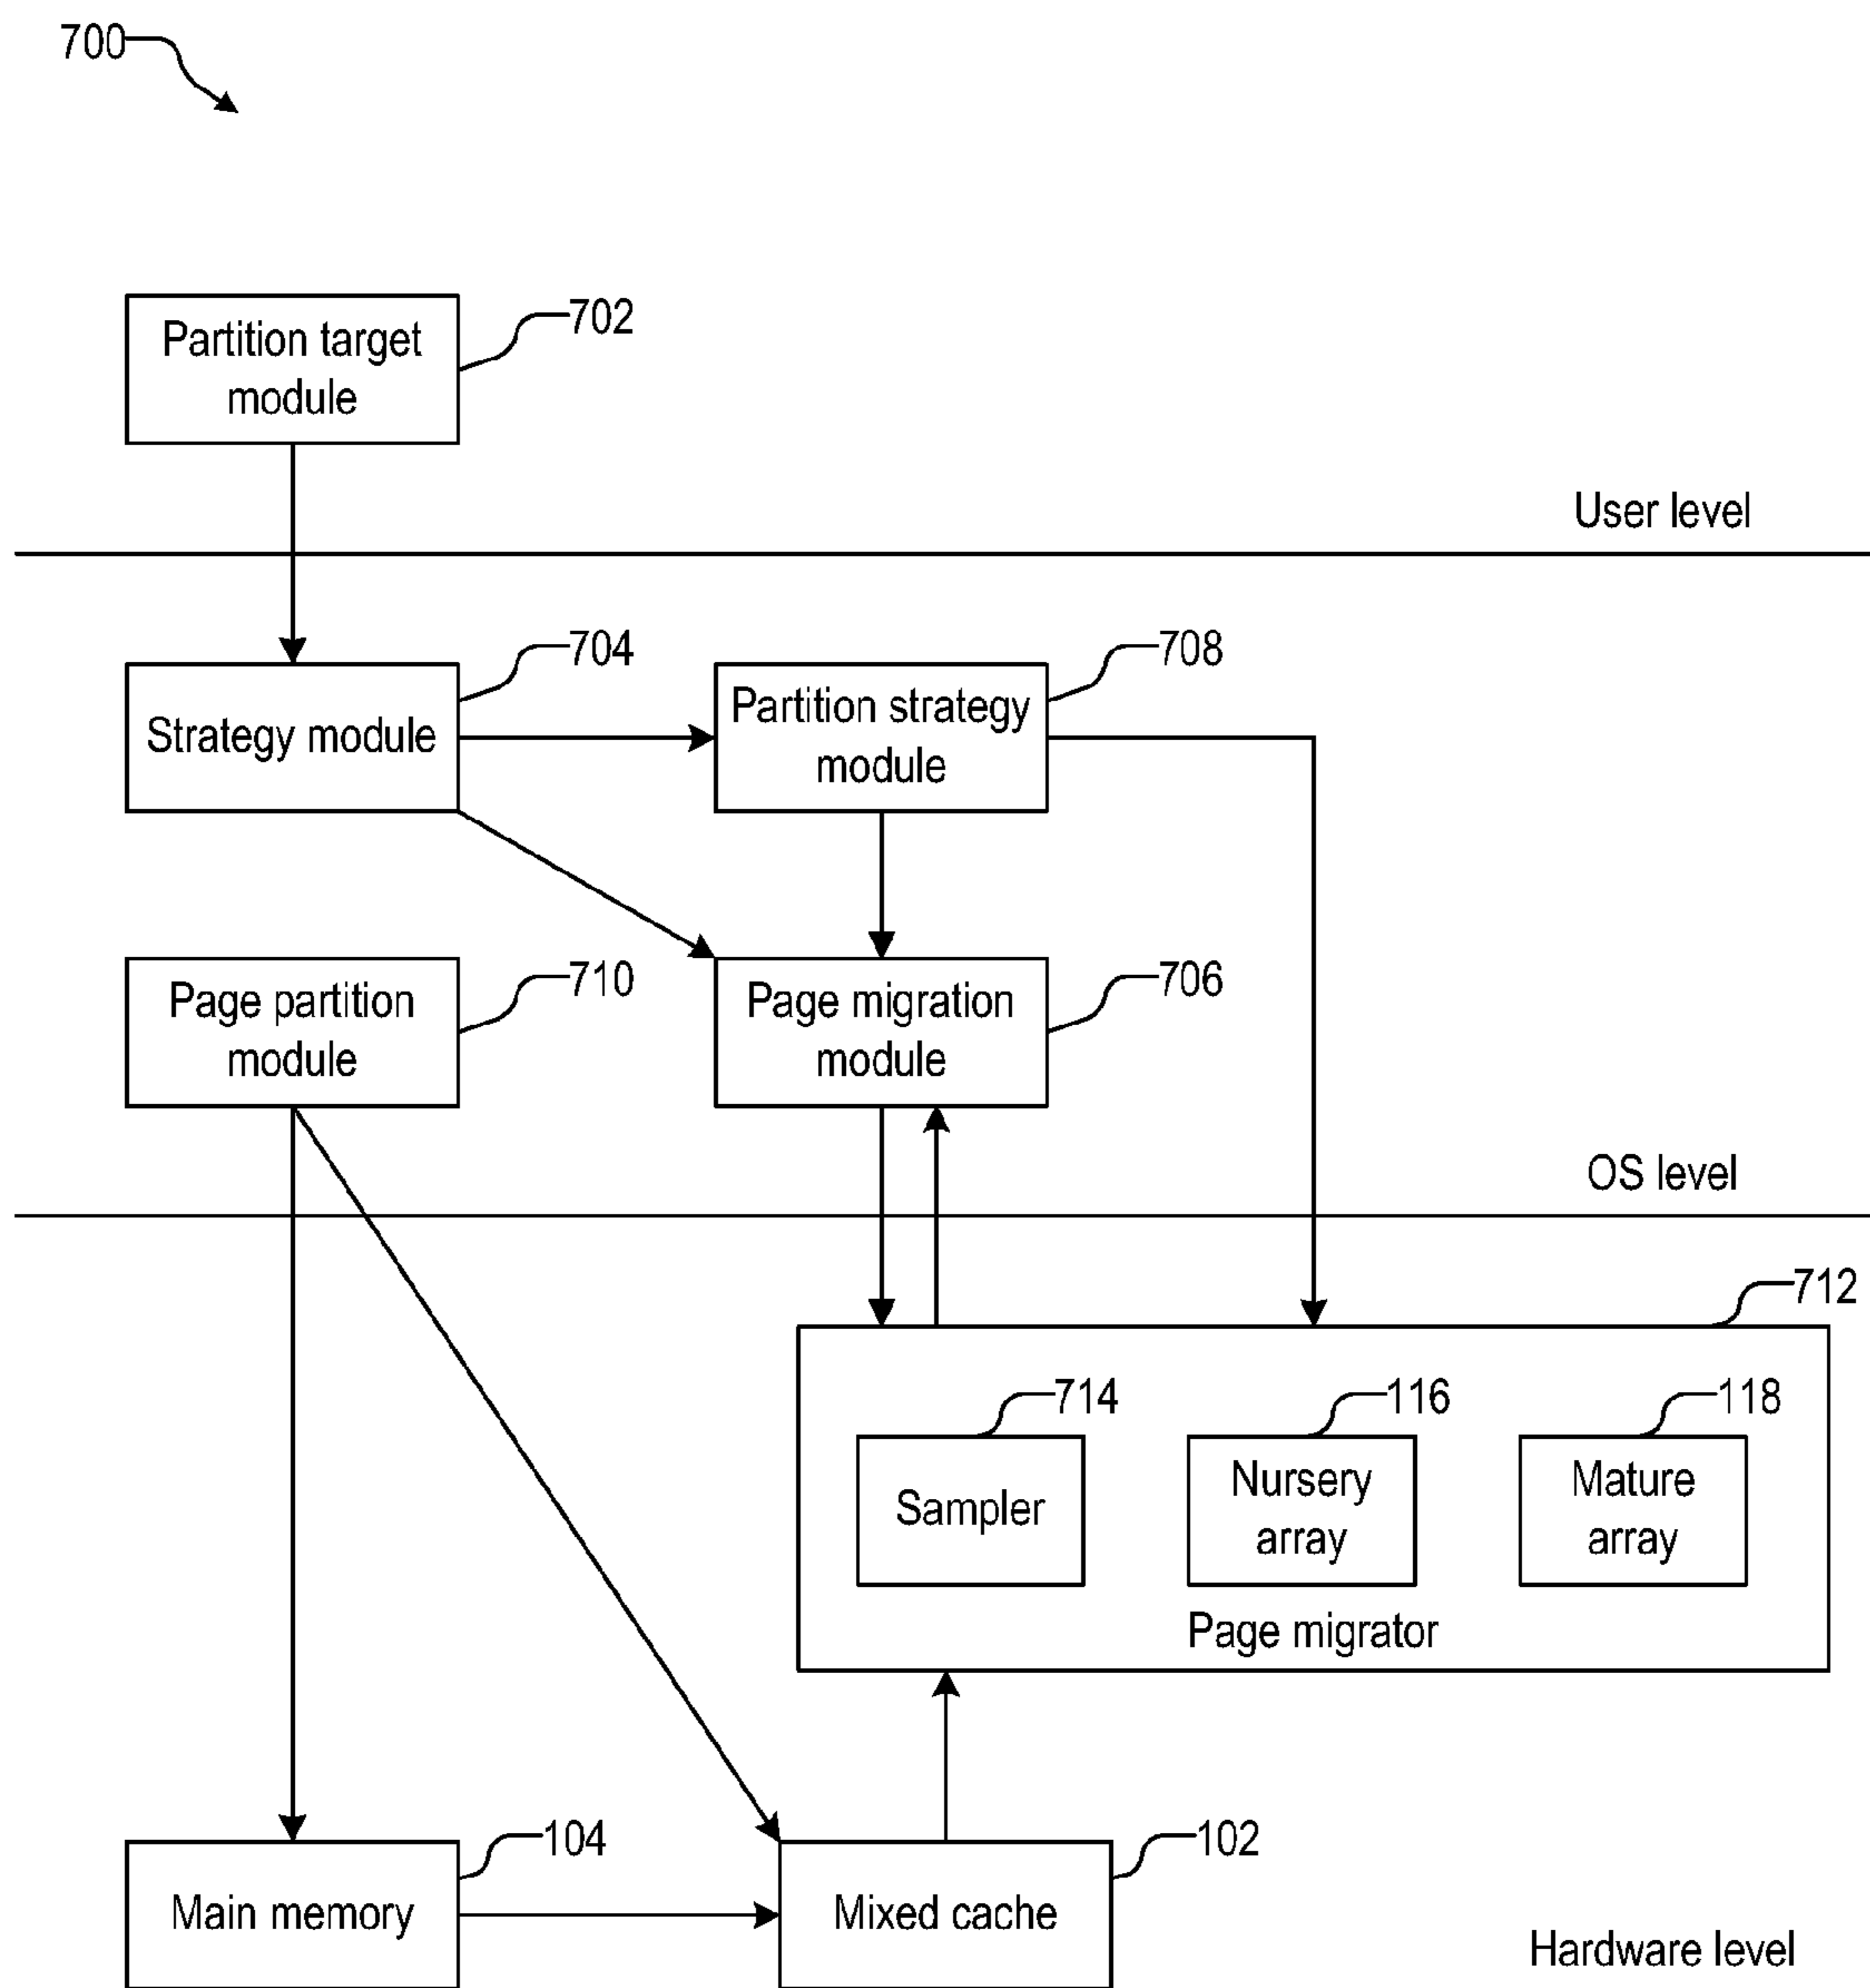 700
Partition target
module
702
User level
704
708
Strategy module
Partition strategy
module
Page partition
module
710
Page migration
module
706
OS level
712
714
116
118
Sampler
Nursery
array
Mature
array
Page migrator
104
102
Main memory
Mixed cache
Hardware level